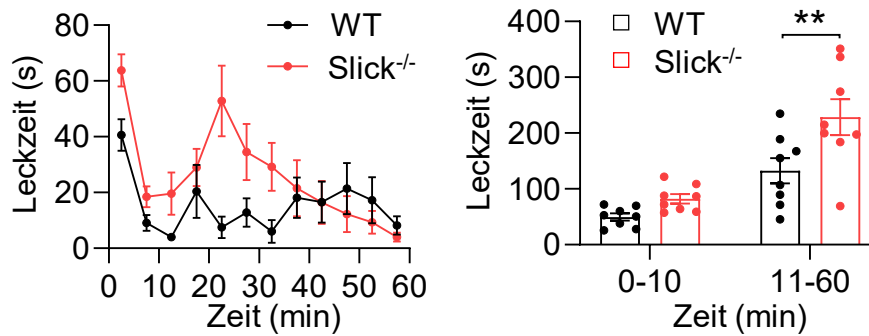 Leckzeit (s)
80
60
40
20
0
WT
Slick-/-
0 10 20 30 40 50 60
Zeit (min)
Leckzeit (s)
400
300
200
100
0
WT
Slick-/-
**
0-10 11-60
Zeit (min)